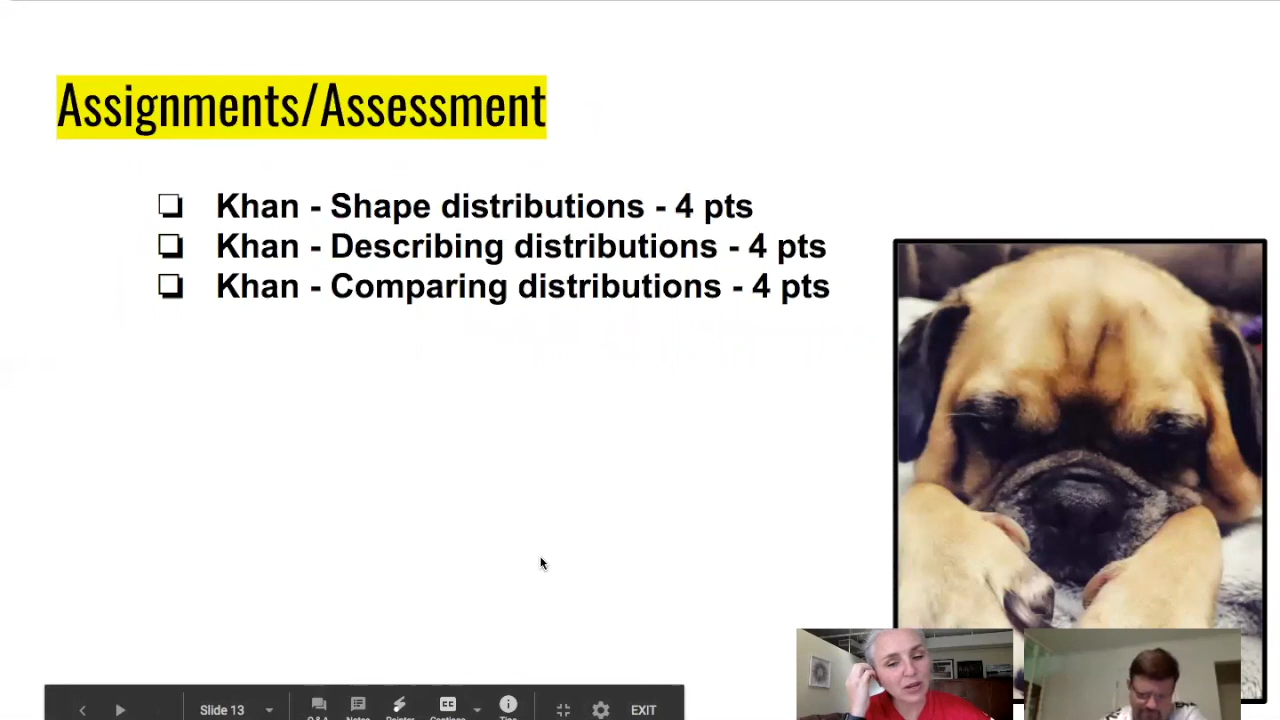 Assignments/Assessment
❏ Khan - Shape distributions - 4 pts
❏ Khan - Describing distributions - 4 pts
❏ Khan - Comparing distributions - 4 pts
Slide 13
EXIT